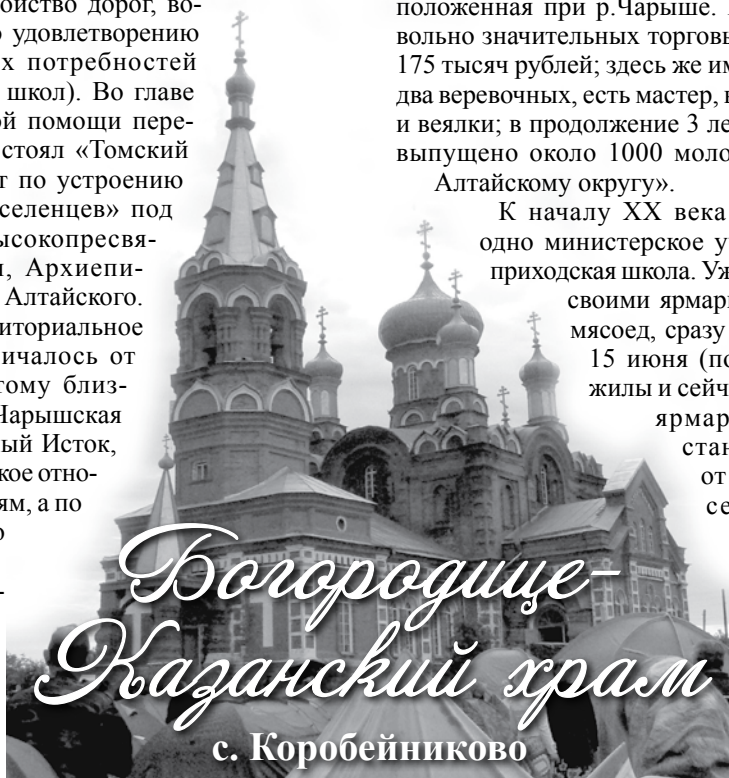 ойство дорог, во-
удовлетворению
х потребностей
школ). Во главе
ой помощи пере-
стоял «Томский
т по устроению
селенцев» под
ысокопресвя-
Архиепи-
Алтайского.
иториальное
ичалось от
тому близ-
Чарышская
ый Исток,
кое отно-
ям, а по
положенная при р.Чарыше.
вольно значительных торговы
175 тысяч рублей; здесь же им
два веревочных, есть мастер,
и веялки; в продолжение 3 ле
выпущено около 1000 моло
Алтайскому округу».
К началу XX века
одно министерское у
приходская школа. Уж
своими ярмар
мясоед, сразу
15 июня (по
жилы и сейч
ярмар
стан
от
се
Богородице-
Казанский храм
с. Коробейниково